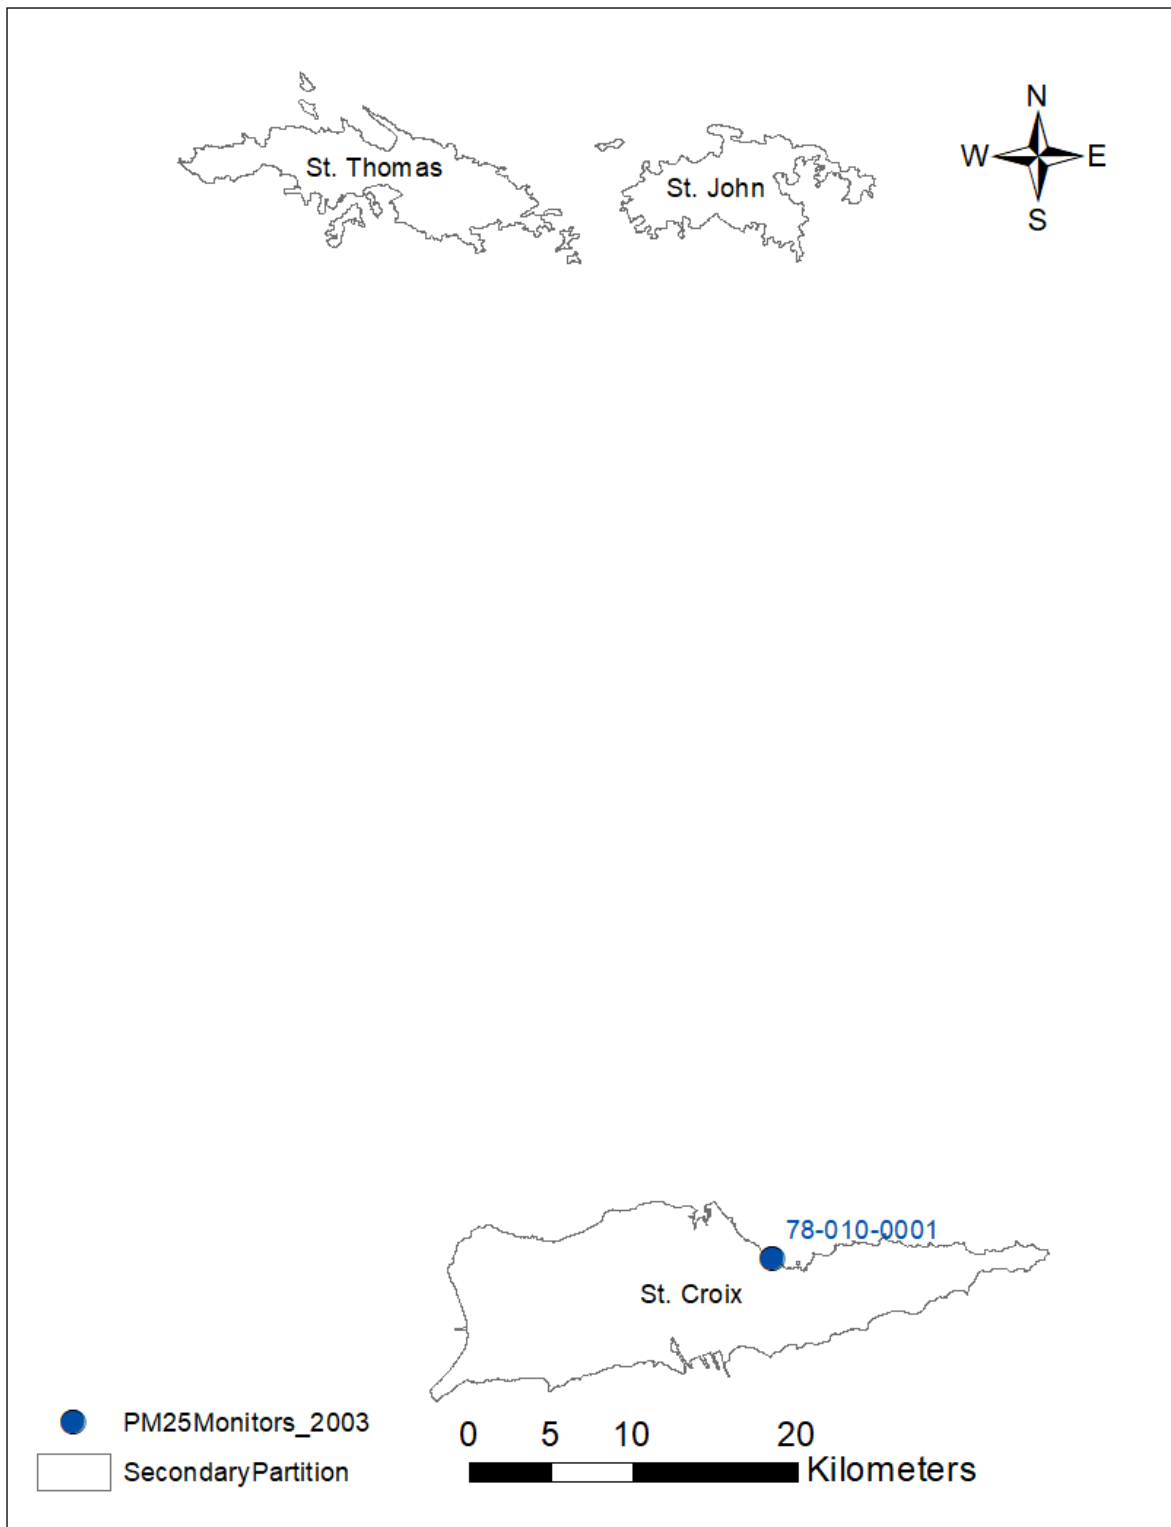 N
W E
S
St. Thomas
St. John
78-010-0001
St. Croix
PM25Monitors_2003
SecondaryPartition
0 5 10 20
Kilometers